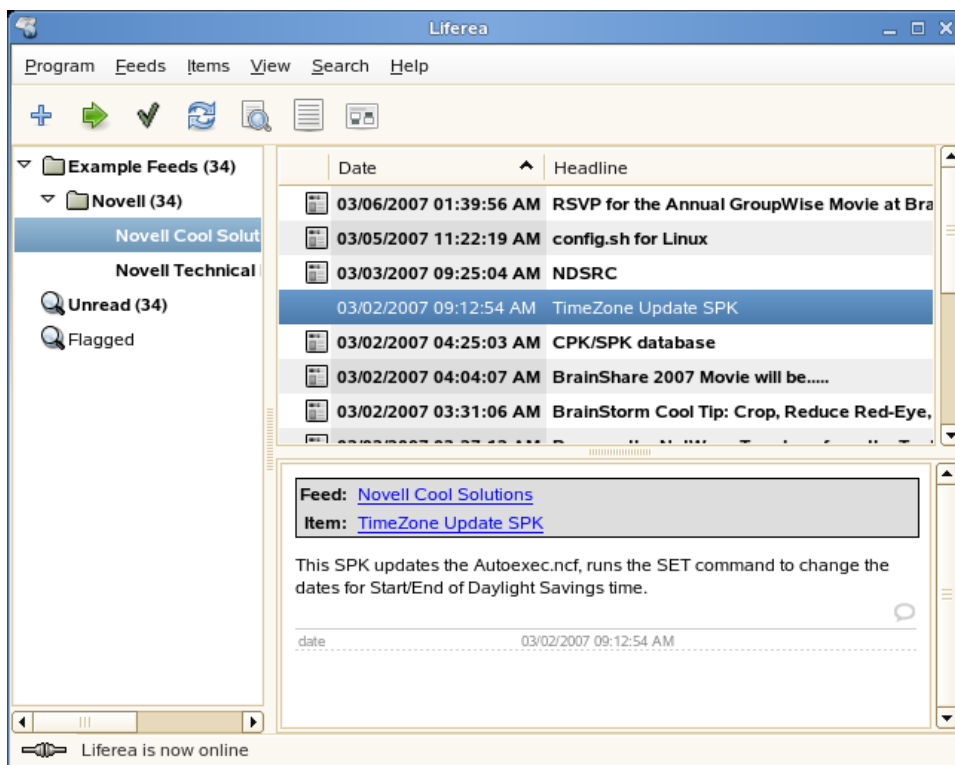 Liferea
Program Feeds Items View Search Help
Example Feeds (34)
Novell (34)
Novell Cool Solut
Novell Technical
Unread (34)
Flagged
Date Headline
03/06/2007 01:39:56 AM RSVP for the Annual GroupWise Movie at Bra
03/05/2007 11:22:19 AM config.sh for Linux
03/03/2007 09:25:04 AM NDSRC
03/02/2007 09:12:54 AM TimeZone Update SPK
03/02/2007 04:25:03 AM CPK/SPK database
03/02/2007 04:04:07 AM BrainShare 2007 Movie will be.....
03/02/2007 03:31:06 AM BrainStorm Cool Tip: Crop, Reduce Red-Eye,
Feed: Novell Cool Solutions
Item: TimeZone Update SPK
This SPK updates the Autoexec.ncf, runs the SET command to change the
dates for Start/End of Daylight Savings time.
date 03/02/2007 09:12:54 AM
Liferea is now online